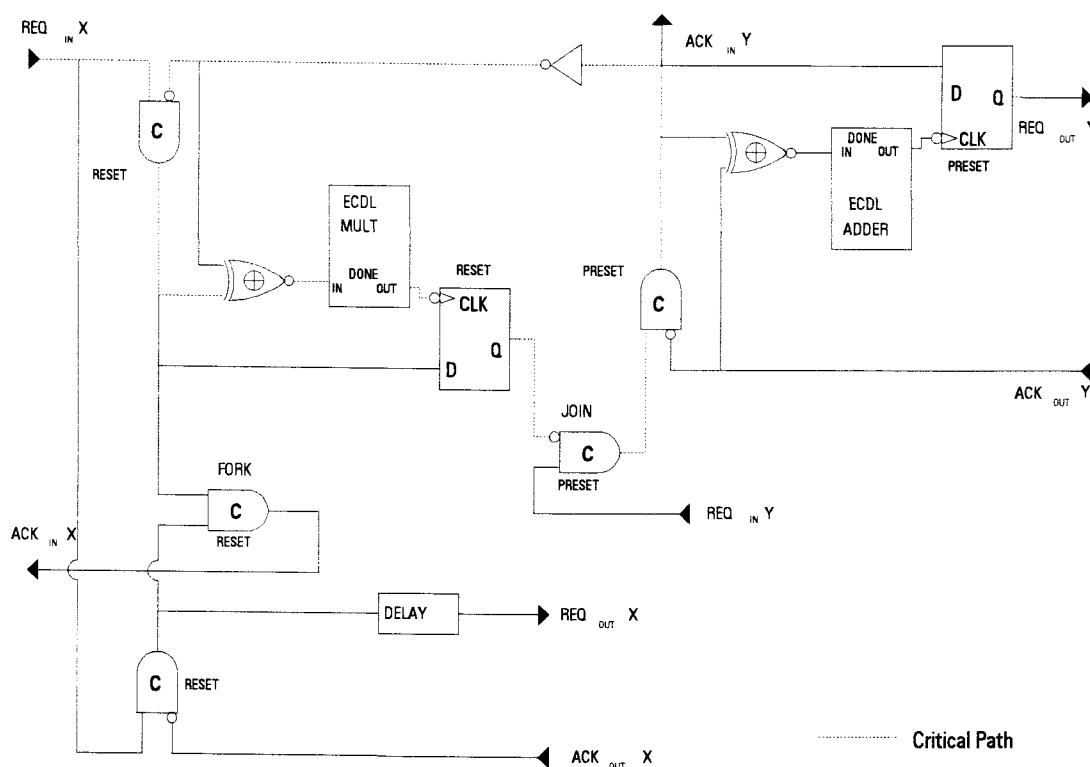 REQ IN X
ACK IN Y
D Q
CLK
PRESET
REQ OUT Y
C
RESET
DONE
IN OUT
ECDL
ADDER
ECDL
MULT
DONE
IN OUT
RESET
CLK
Q
D
PRESET
C
ACK OUT Y
JOIN
C
PRESET
FORK
C
RESET
REQ IN Y
ACK IN X
DELAY
REQ OUT X
C
RESET
ACK OUT X
Critical Path